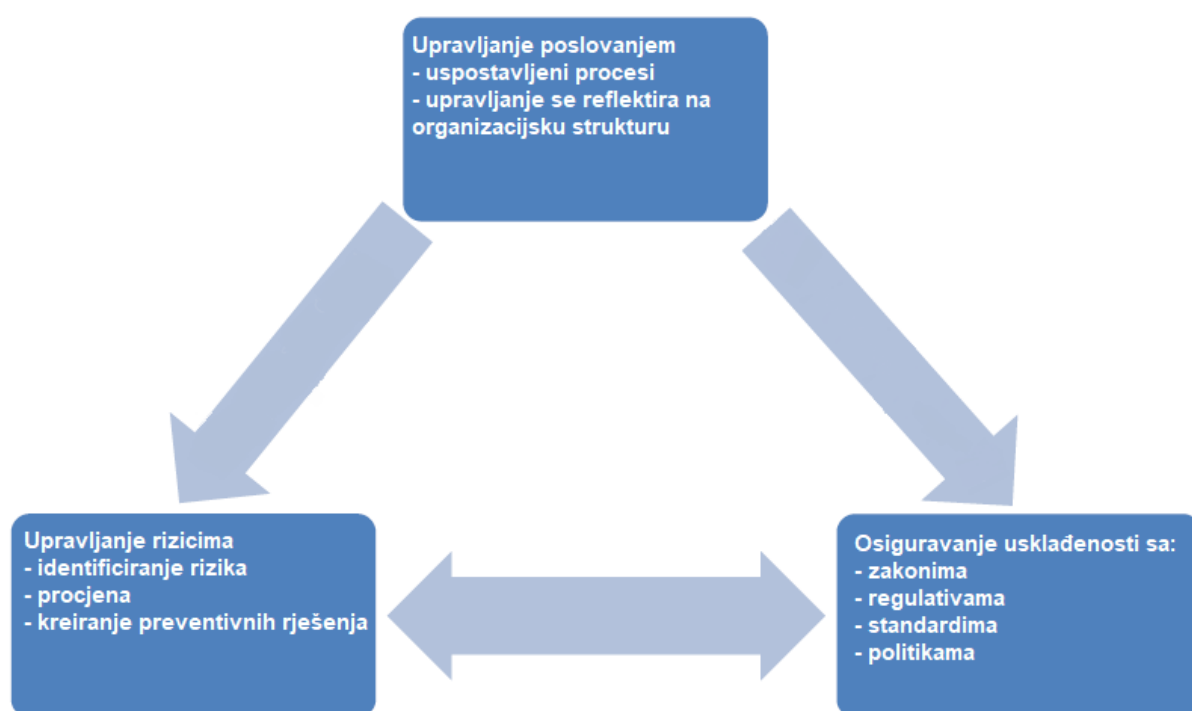 Upravljanje poslovanjem
- uspostavljeni procesi
- upravljanje se reflektira na
organizacijsku strukturu
Upravljanje rizicima
- identificiranje rizika
- procjena
- kreiranje preventivnih rješenja
Osiguravanje usklađenosti sa:
- zakonima
- regulativama
- standardima
- politikama